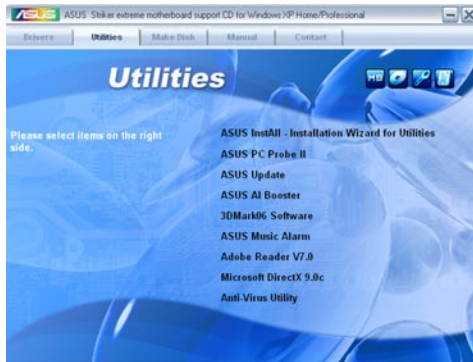 ASUS ASUS Striker extreme motherboard support CD for Windows XP Home/Professional
Drivers Utilities Make Disk Manual Contact
Utilities
Please select items on the right
side.
ASUS InstAll - Installation Wizard for Utilities
ASUS PC Probe II
ASUS Update
ASUS AI Booster
3DMark06 Software
ASUS Music Alarm
Adobe Reader V7.0
Microsoft DirectX 9.0c
Anti-Virus Utility